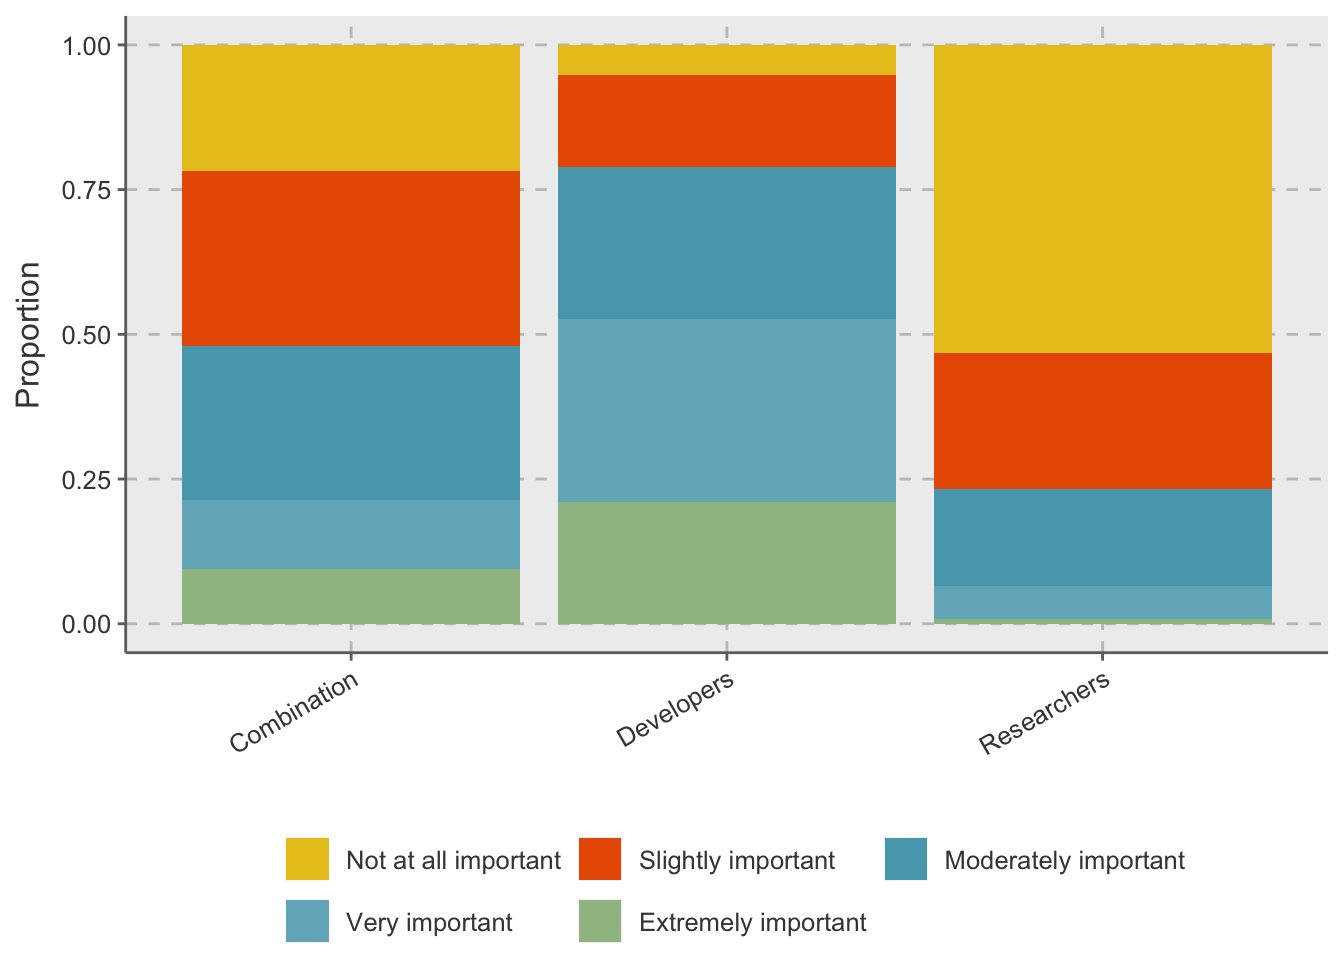 1.00
0.75
0.50
0.25
0.00
Proportion
Combination
Developers
Researchers
Not at all important
Slightly important
Moderately important
Very important
Extremely important